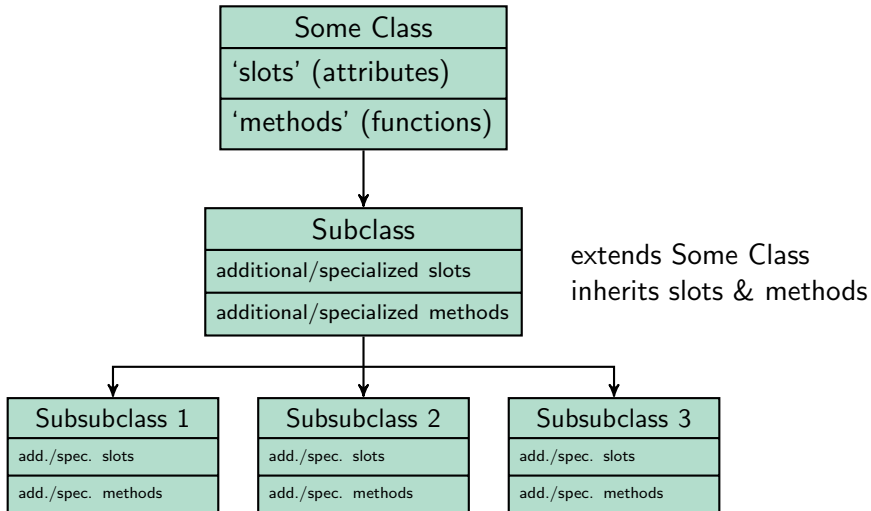 Some Class
‘slots’ (attributes)
‘methods’ (functions)
Subclass
additional/specialized slots
additional/specialized methods
extends Some Class
inherits slots & methods
Subsubclass 1
add./spec. slots
add./spec. methods
Subsubclass 2
add./spec. slots
add./spec. methods
Subsubclass 3
add./spec. slots
add./spec. methods